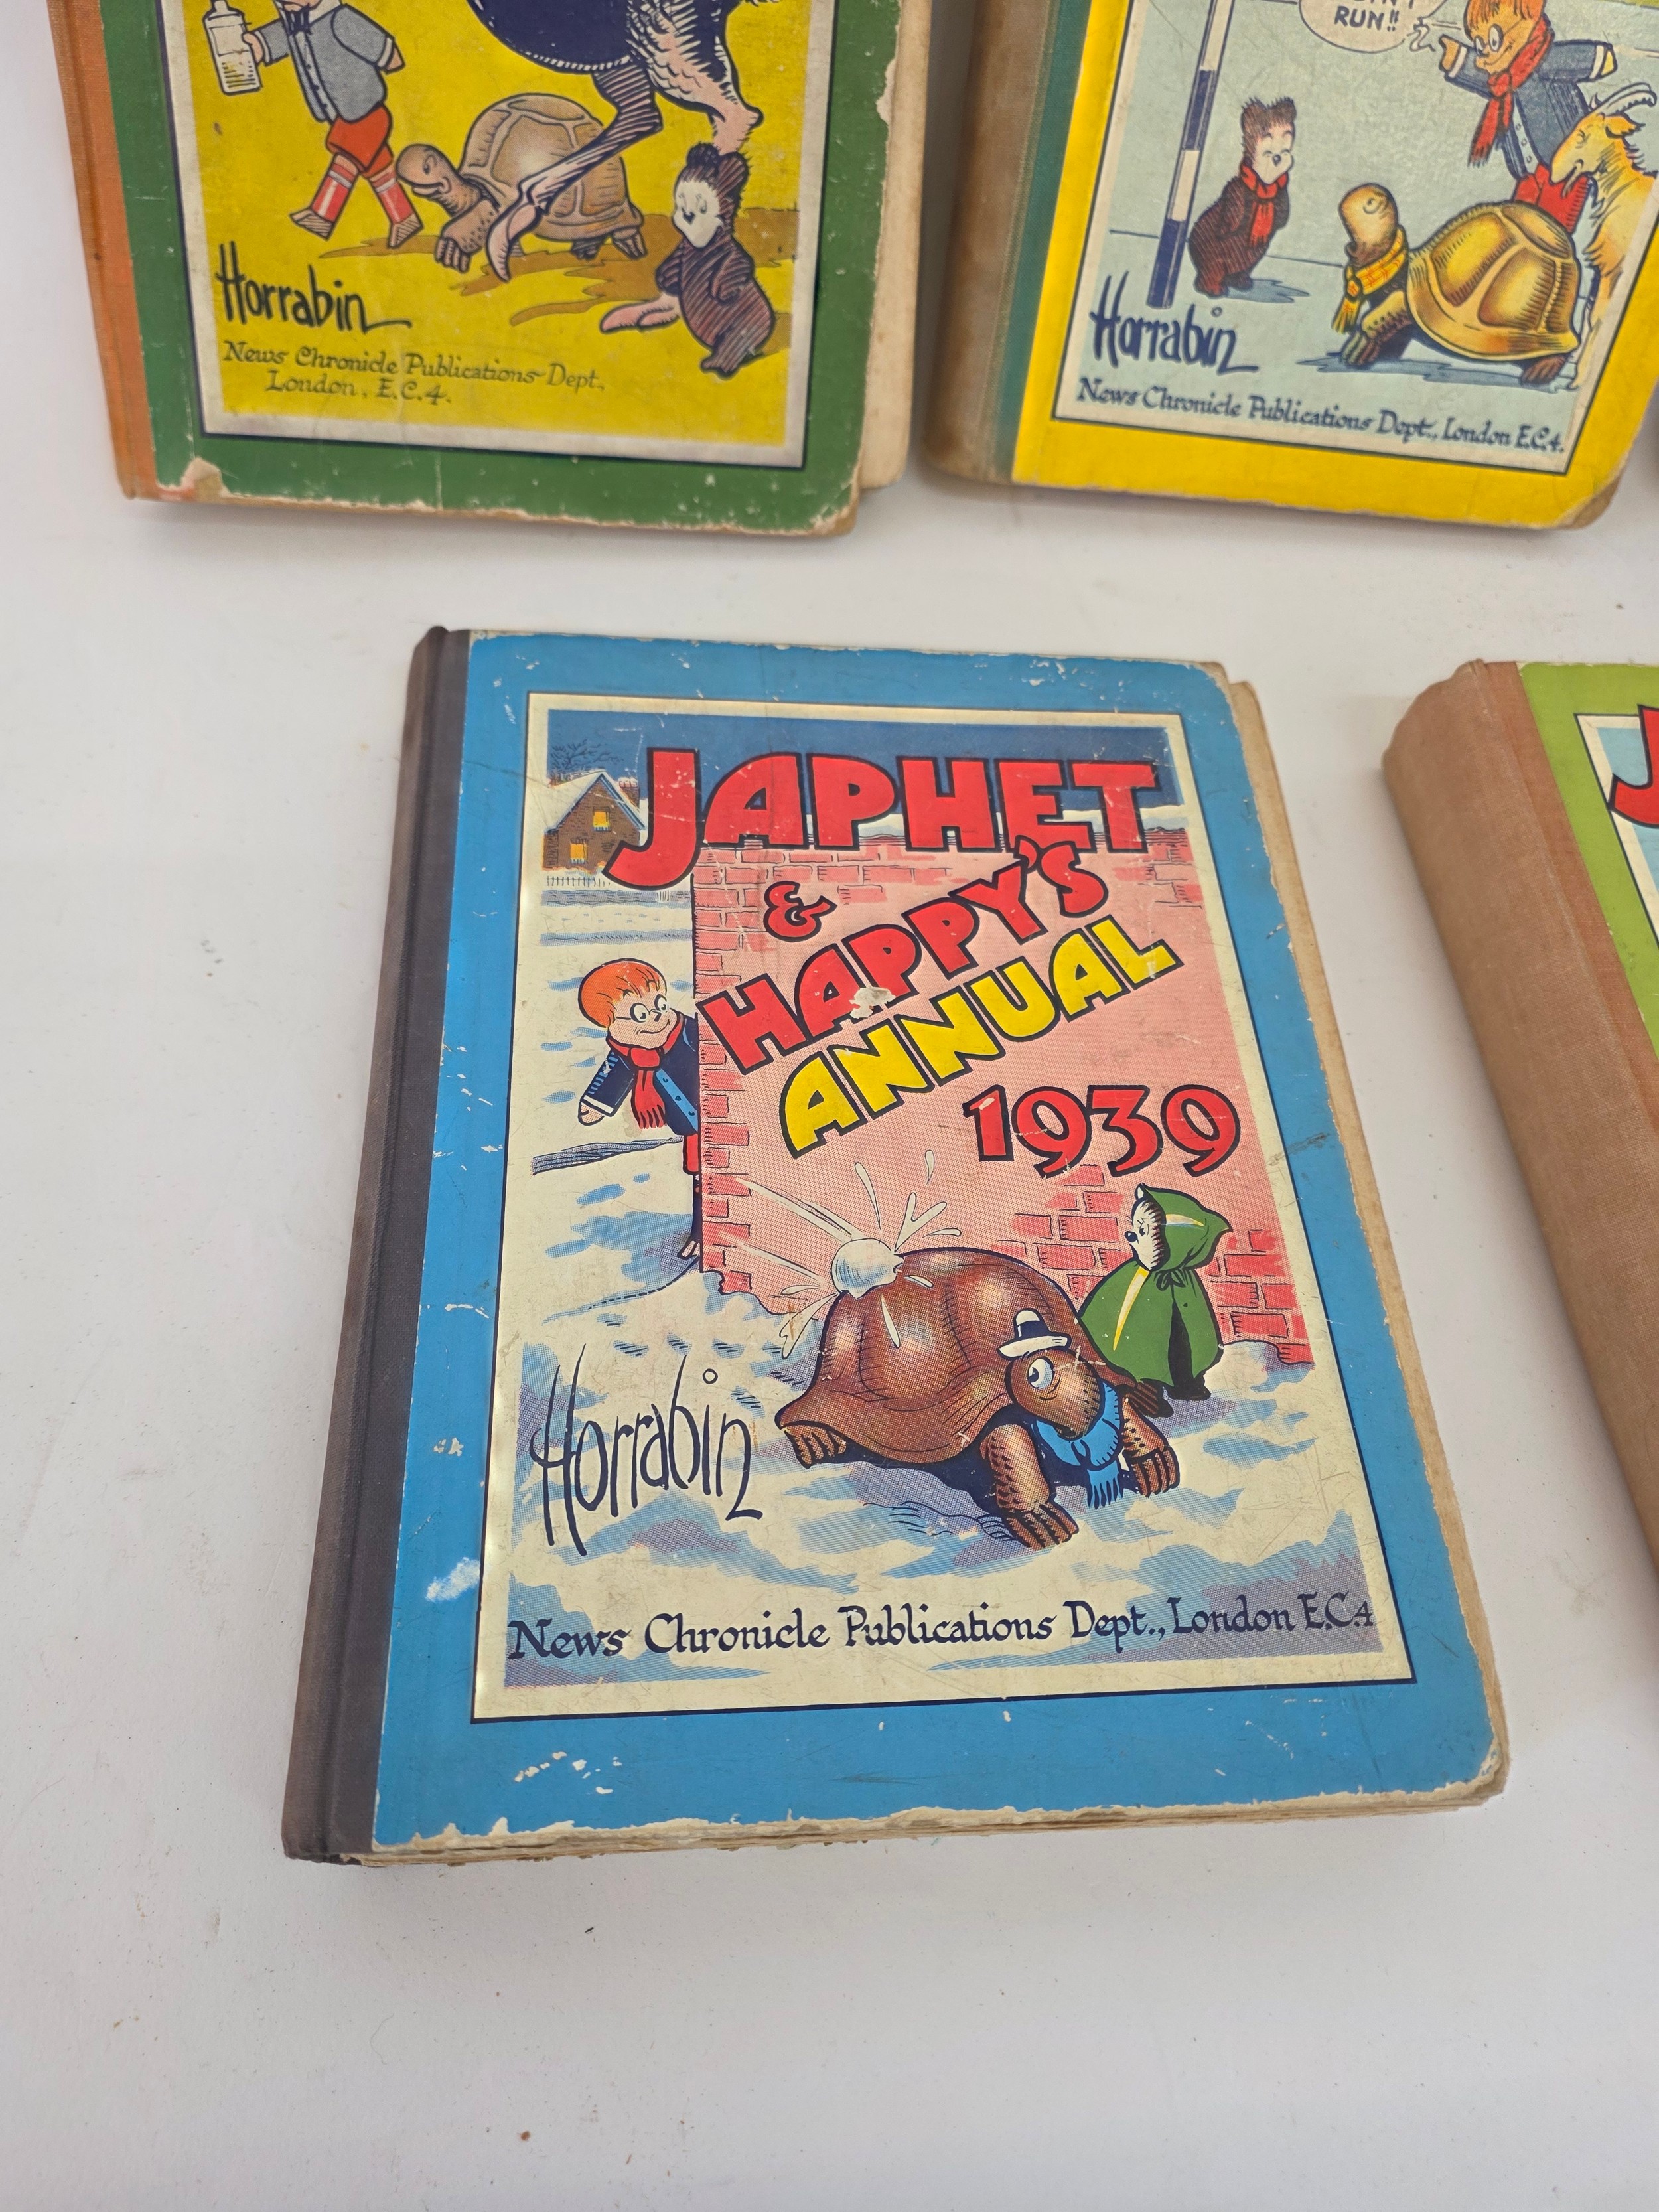 RUN!!
Horrabin
News Chronicle Publications Dept.,
London, E.C.4.
Horrabin
News Chronicle Publications Dept., London E.C.4.
JAPHET
& HAPPY'S
ANNUAL
1939
Horrabin
News Chronicle Publications Dept., London E.C.4
J